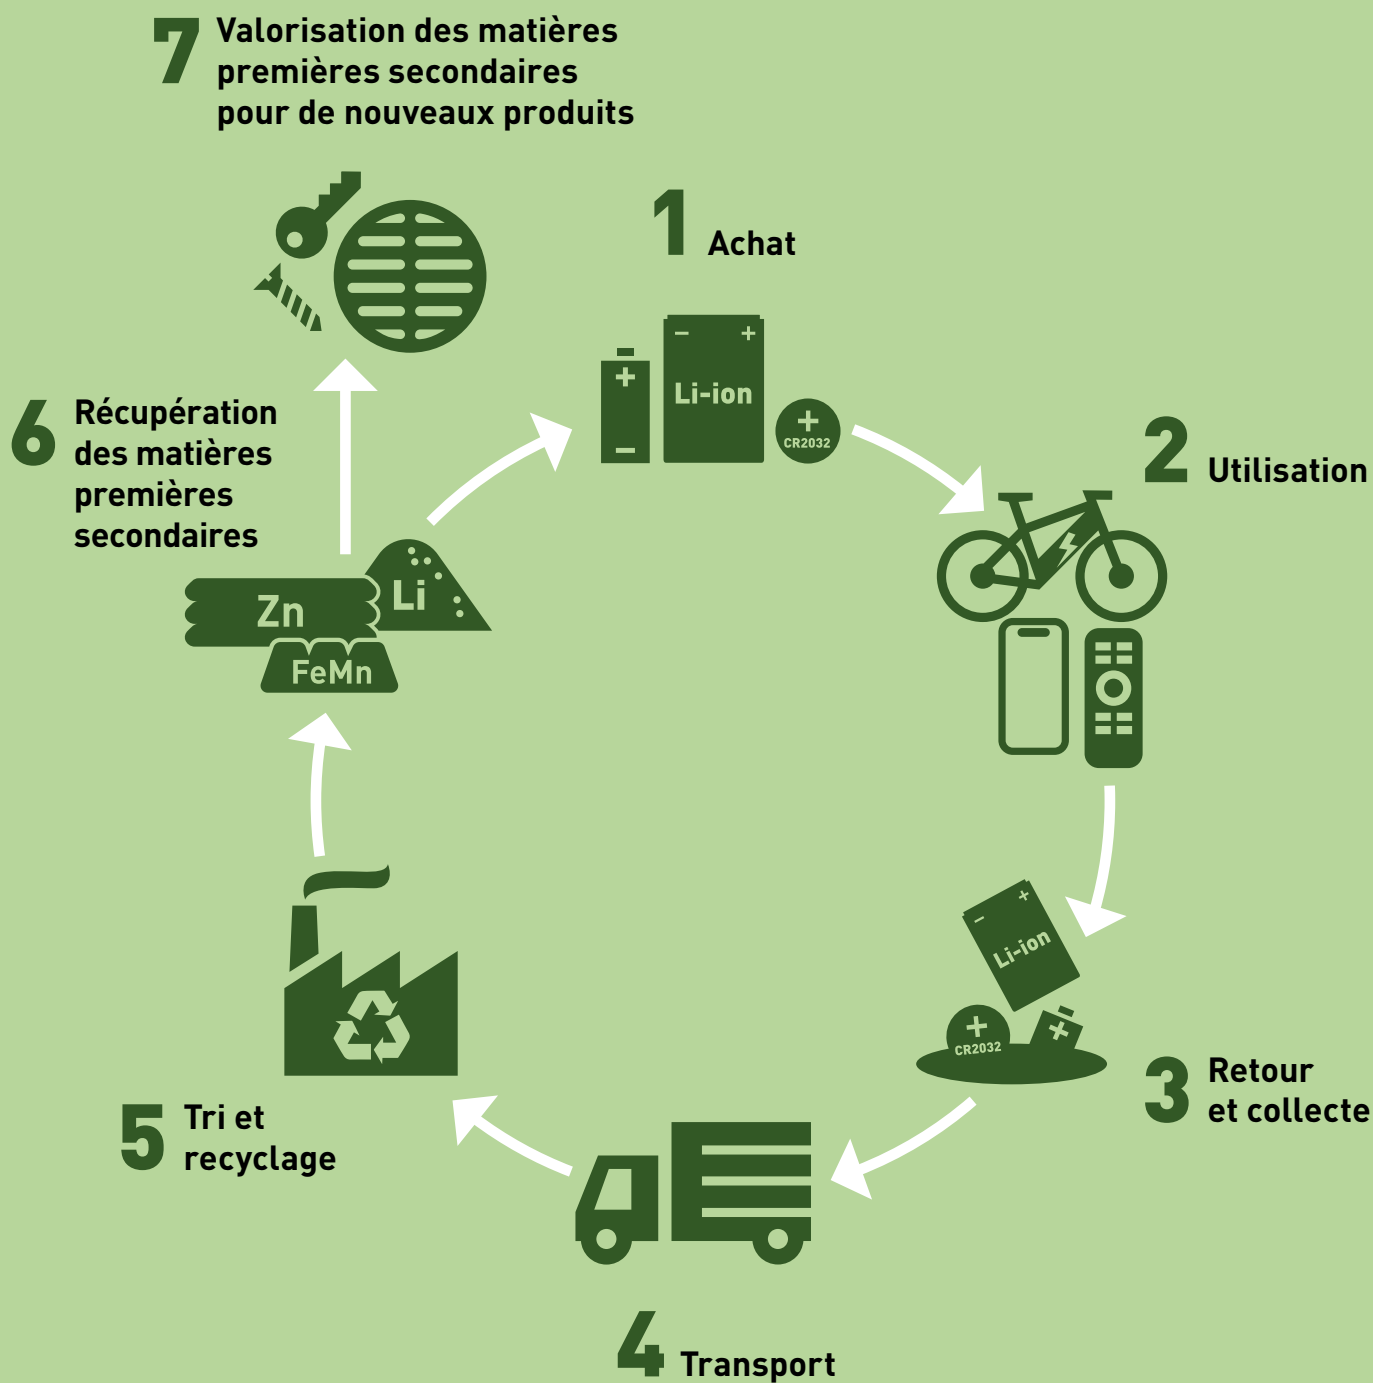 7 Valorisation des matières
premières secondaires
pour de nouveaux produits
1 Achat
− +
Li-ion
+
−
+
CR2032
2 Utilisation
6 Récupération
des matières
premières
secondaires
Zn
Li
FeMn
− +
Li-ion
+
CR2032
+
3 Retour
et collecte
5 Tri et
recyclage
4 Transport